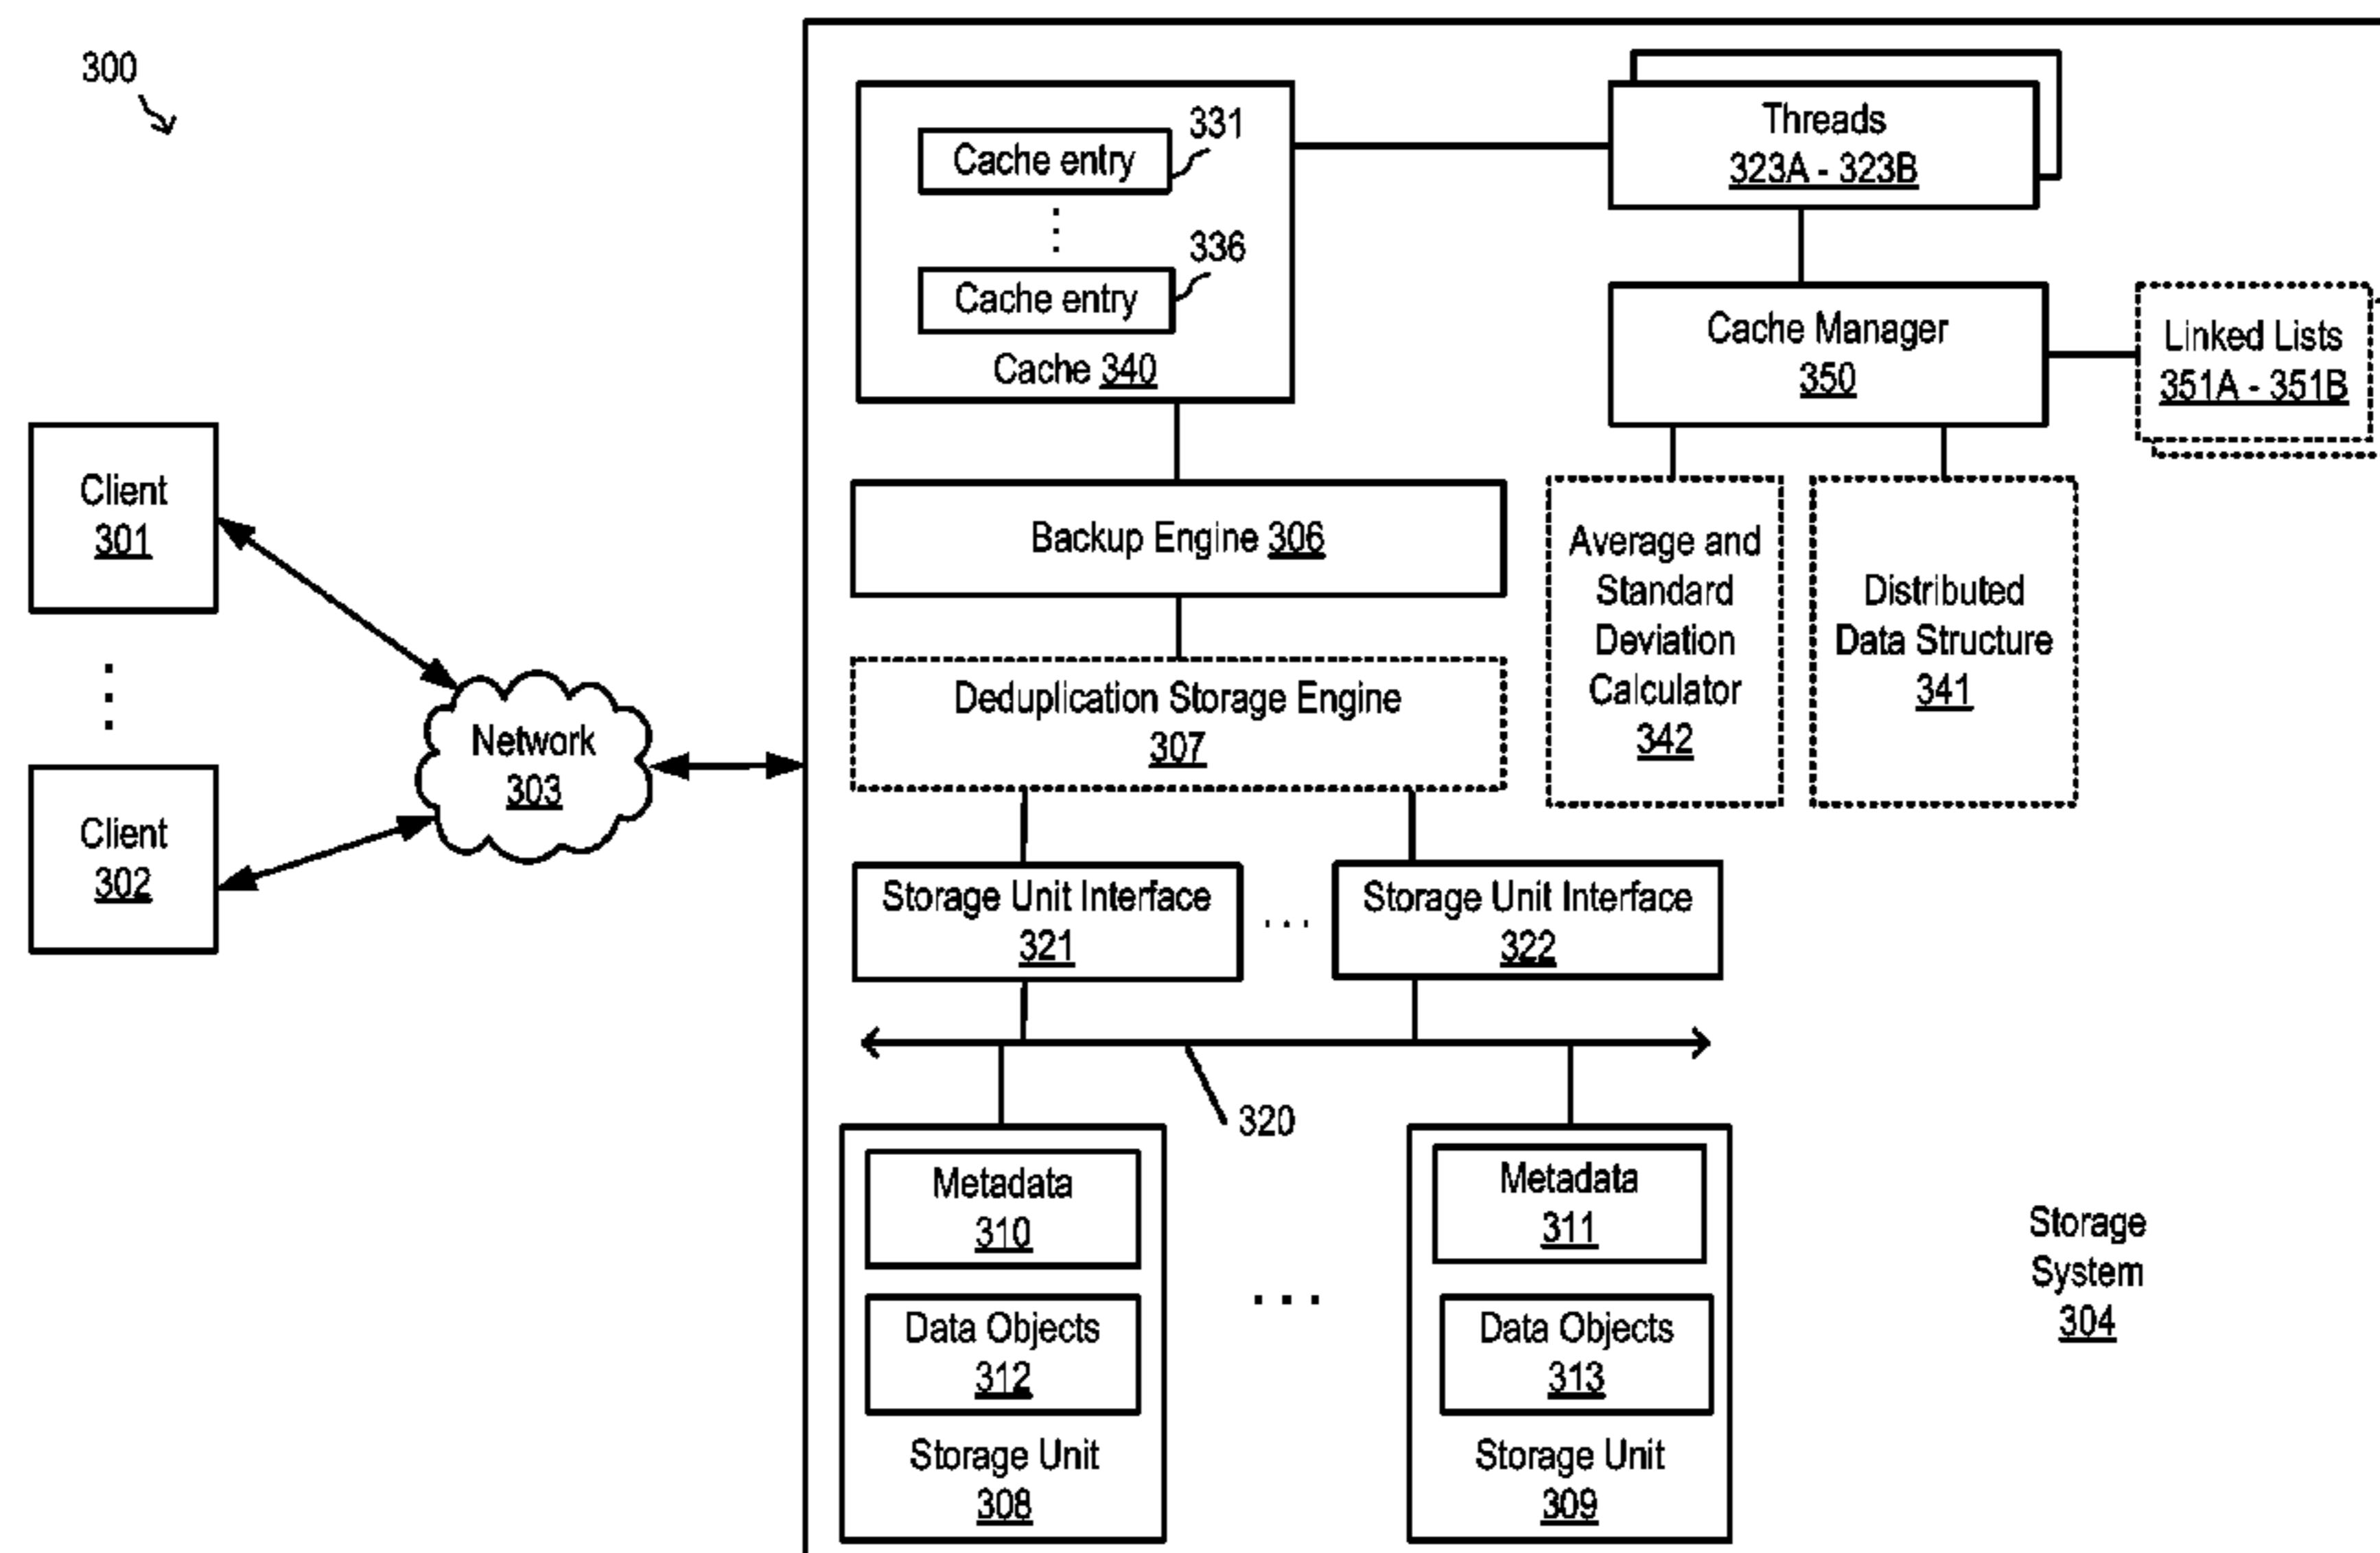 300
Client
301
Client
302
Network
303
Cache entry
331
Cache entry
336
Cache 340
Threads
323A - 323B
Cache Manager
350
Linked Lists
351A - 351B
Backup Engine 306
Average and
Standard
Deviation
Calculator
342
Distributed
Data Structure
341
Deduplication Storage Engine
307
Storage Unit Interface
321
. . .
Storage Unit Interface
322
320
Metadata
310
Data Objects
312
Storage Unit
308
. . .
Metadata
311
Data Objects
313
Storage Unit
309
Storage
System
304